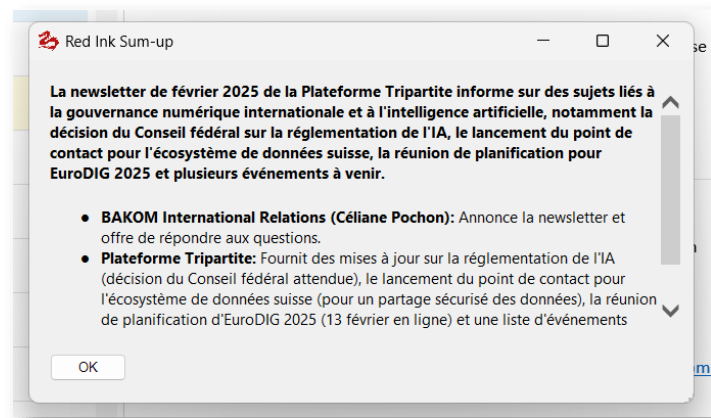 Red Ink Sum-up
se
La newsletter de février 2025 de la Plateforme Tripartite informe sur des sujets liés à
la gouvernance numérique internationale et à l'intelligence artificielle, notamment la
décision du Conseil fédéral sur la réglementation de l'IA, le lancement du point de
contact pour l'écosystème de données suisse, la réunion de planification pour
EuroDIG 2025 et plusieurs événements à venir.
● BAKOM International Relations (Céliane Pochon): Annonce la newsletter et
offre de répondre aux questions.
● Plateforme Tripartite: Fournit des mises à jour sur la réglementation de l'IA
(décision du Conseil fédéral attendue), le lancement du point de contact pour
l'écosystème de données suisse (pour un partage sécurisé des données), la réunion
de planification d'EuroDIG 2025 (13 février en ligne) et une liste d'événements
OK
om